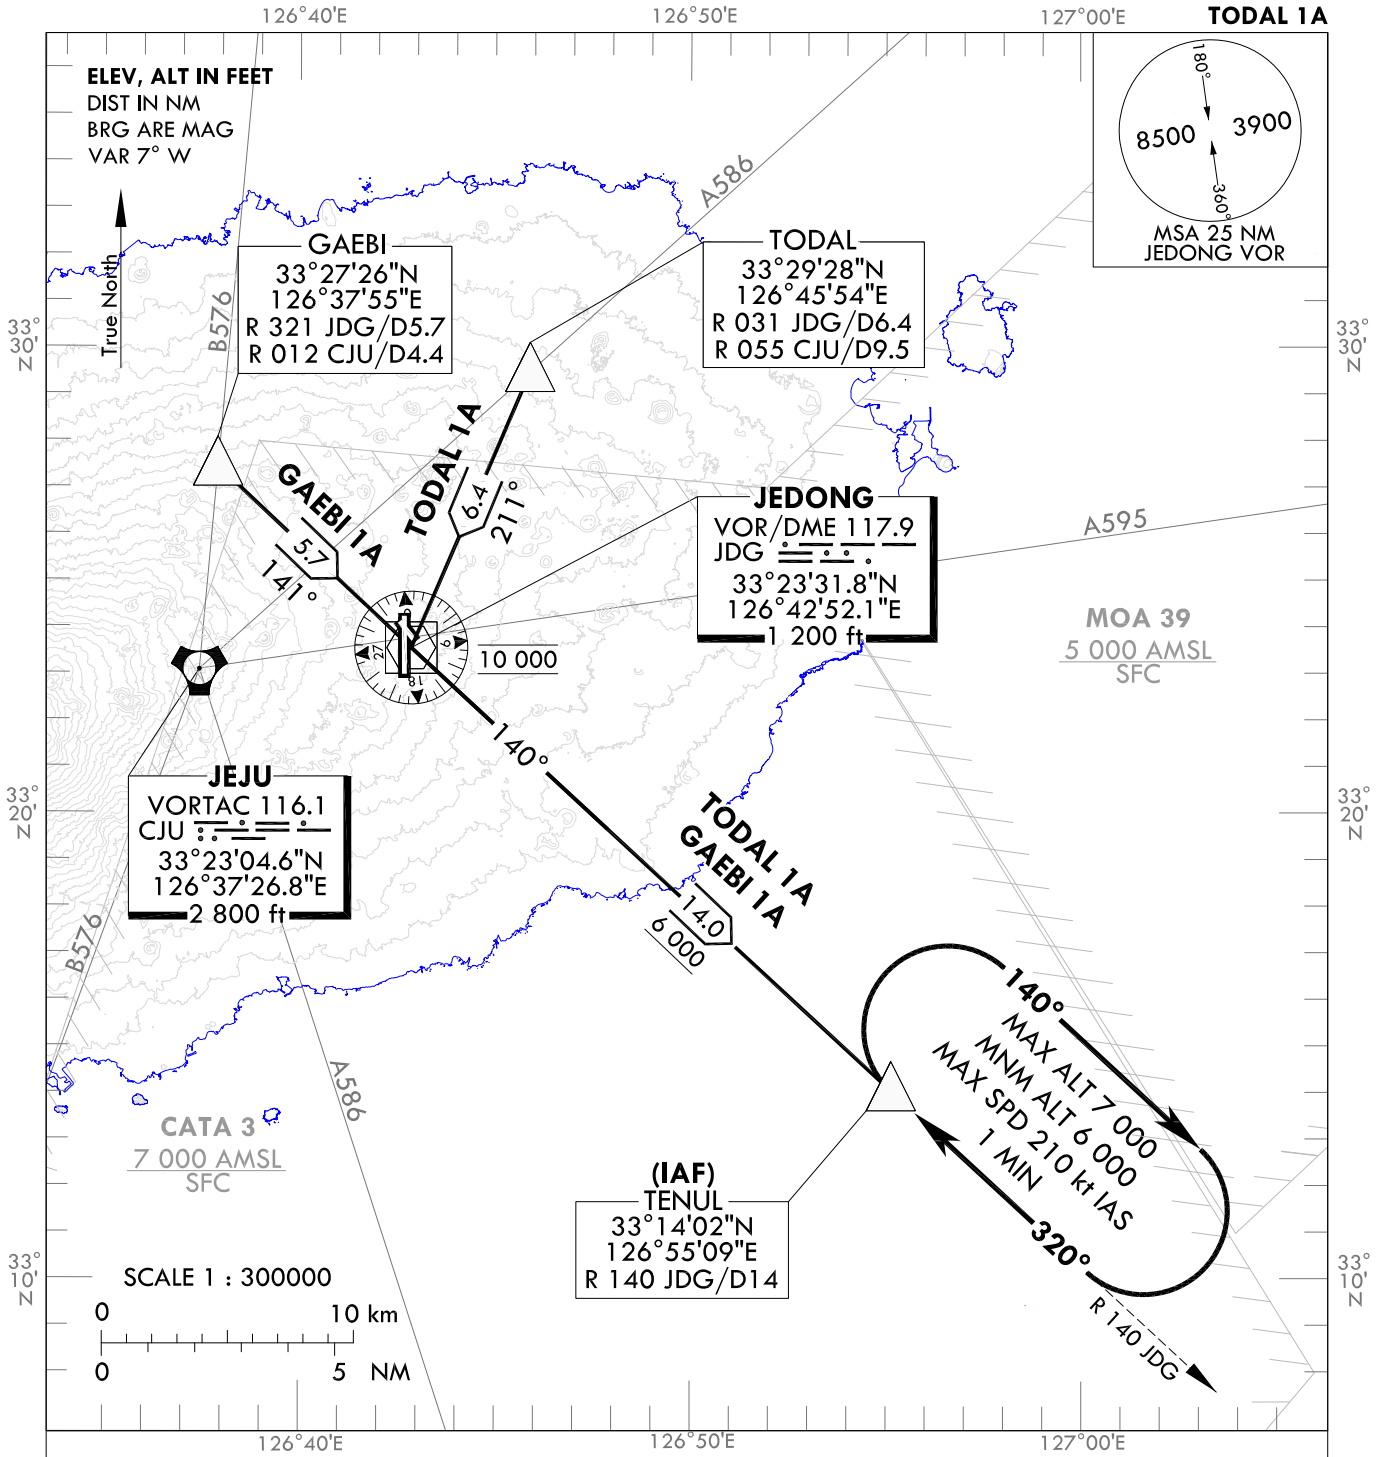 126°40'E
126°50'E
127°00'E
TODAL 1A
ELEV, ALT IN FEET
DIST IN NM
BRG ARE MAG
VAR 7° W
True North
180°
8500
3900
360°
MSA 25 NM
JEDONG VOR
A586
B576
GAEBI
33°27'26"N
126°37'55"E
R 321 JDG/D5.7
R 012 CJU/D4.4
TODAL
33°29'28"N
126°45'54"E
R 031 JDG/D6.4
R 055 CJU/D9.5
33°
30'
N
33°
30'
N
GAEBI 1A
5.7
141°
TODAL 1A
6.4
211°
JEDONG
VOR/DME 117.9
JDG
33°23'31.8"N
126°42'52.1"E
1 200 ft
A595
MOA 39
5 000 AMSL
SFC
0
9
18
27
10 000
140°
JEJU
VORTAC 116.1
CJU
33°23'04.6"N
126°37'26.8"E
2 800 ft
33°
20'
N
33°
20'
N
TODAL 1A
GAEBI 1A
14.0
6 000
B576
A586
140°
MAX ALT 7 000
MNM ALT 6 000
MAX SPD 210 kt IAS
1 MIN
320°
CATA 3
7 000 AMSL
SFC
(IAF)
TENUL
33°14'02"N
126°55'09"E
R 140 JDG/D14
R 140 JDG
33°
10'
N
33°
10'
N
SCALE 1 : 300000
0
10 km
0
5
NM
126°40'E
126°50'E
127°00'E